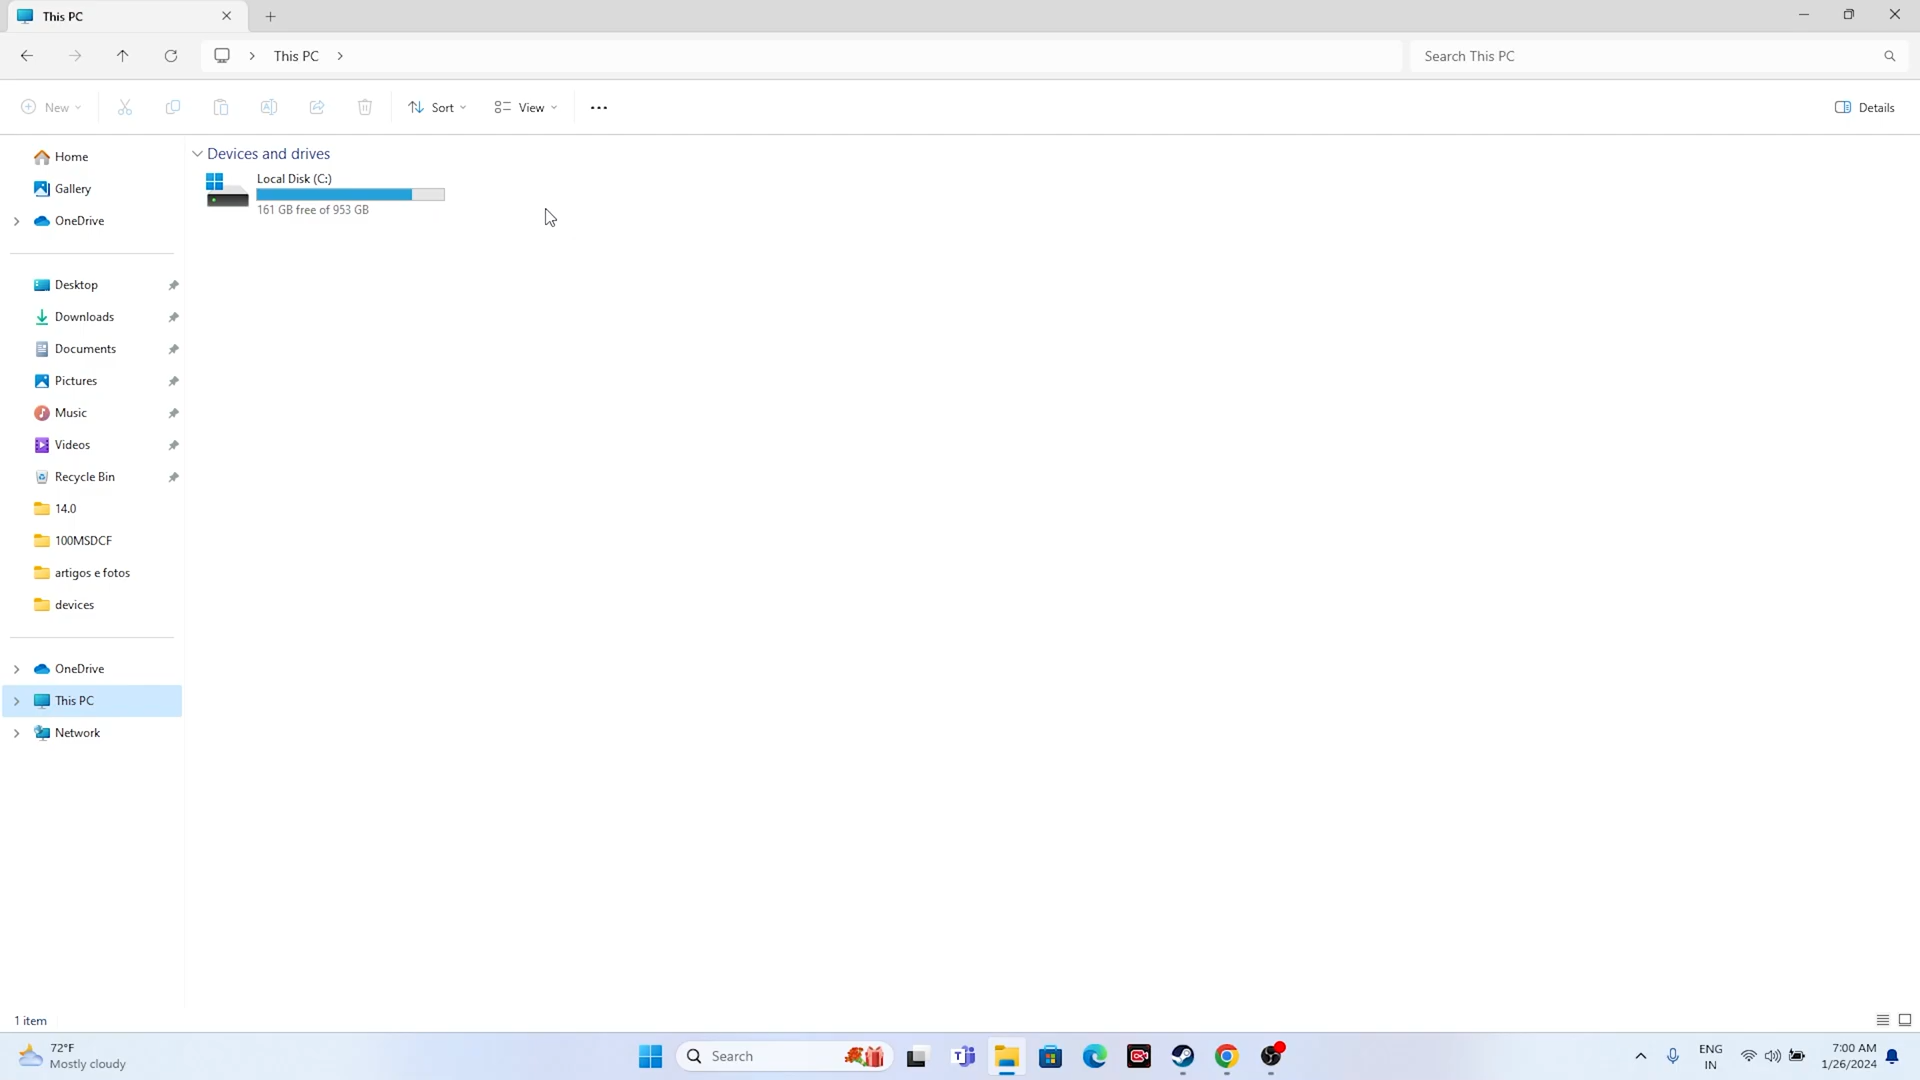 This PC
This PC
Search This PC
New
Sort
View
Details
Home
Gallery
OneDrive
Desktop
Downloads
Documents
Pictures
Music
Videos
Recycle Bin
14.0
100MSDCF
artigos e fotos
devices
OneDrive
This PC
Network
Devices and drives
Local Disk (C:)
161 GB free of 953 GB
1 item
72°F
Mostly cloudy
Search
ENG
IN
7:00 AM
1/26/2024